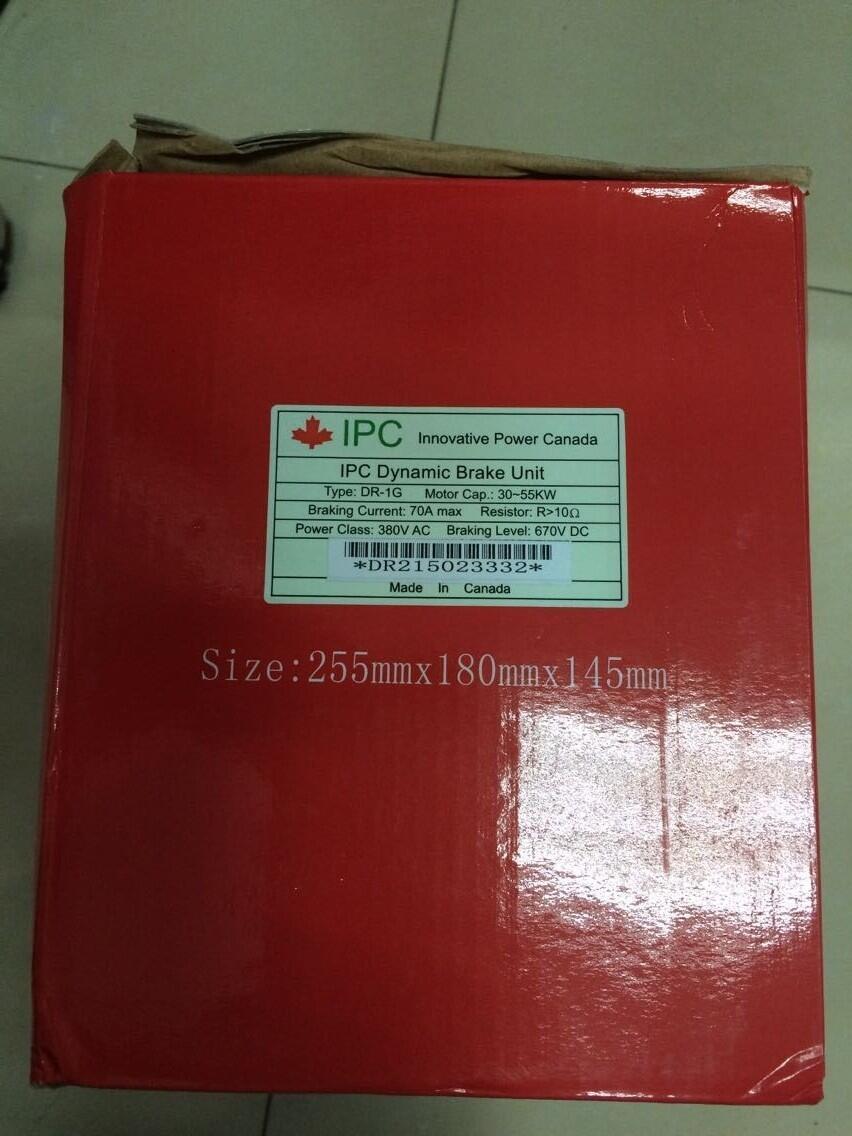 IPC Innovative Power Canada
IPC Dynamic Brake Unit
Type: DR-1G Motor Cap.: 30~55KW
Braking Current: 70A max Resistor: R>10Ω
Power Class: 380V AC Braking Level: 670V DC
*DR215023332*
Made In Canada
Size:255mmx180mmx145mm